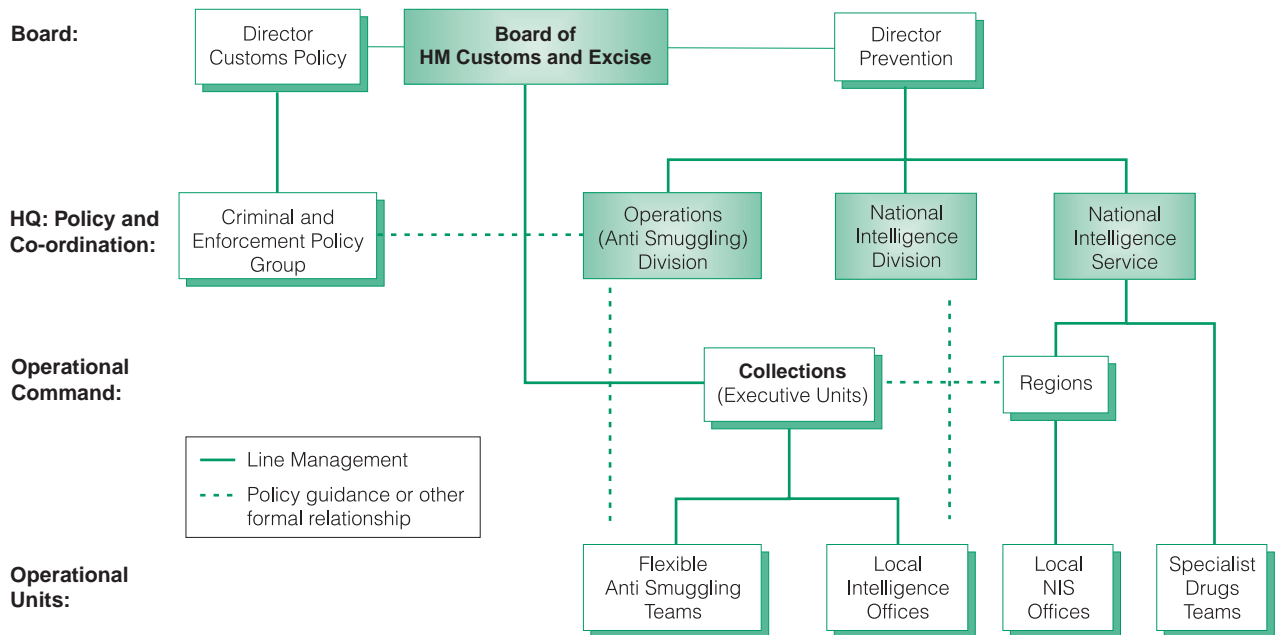 Board:
Director
Customs Policy
Board of
HM Customs and Excise
Director
Prevention
HQ: Policy and
Co-ordination:
Criminal and
Enforcement Policy
Group
Operations
(Anti Smuggling)
Division
National
Intelligence
Division
National
Intelligence
Service
Operational
Command:
Collections
(Executive Units)
Regions
Line Management
Policy guidance or other
formal relationship
Operational
Units:
Flexible
Anti Smuggling
Teams
Local
Intelligence
Offices
Local
NIS
Offices
Specialist
Drugs
Teams